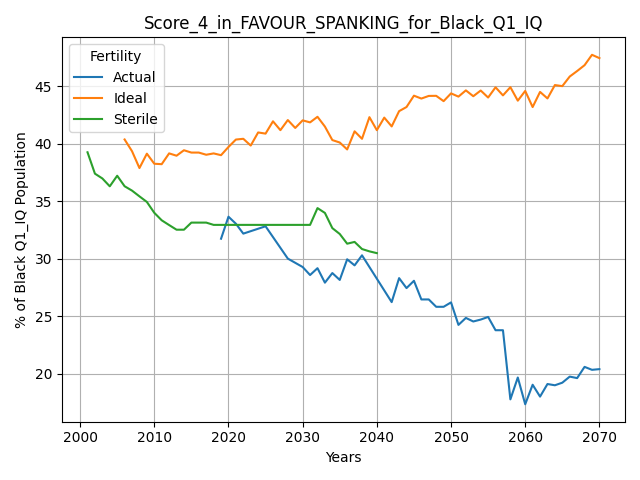 Score_4_in_FAVOUR_SPANKING_for_Black_Q1_IQ
Fertility
Actual
Ideal
Sterile
% of Black Q1_IQ Population
45
40
35
30
25
20
2000 2010 2020 2030 2040 2050 2060 2070
Years